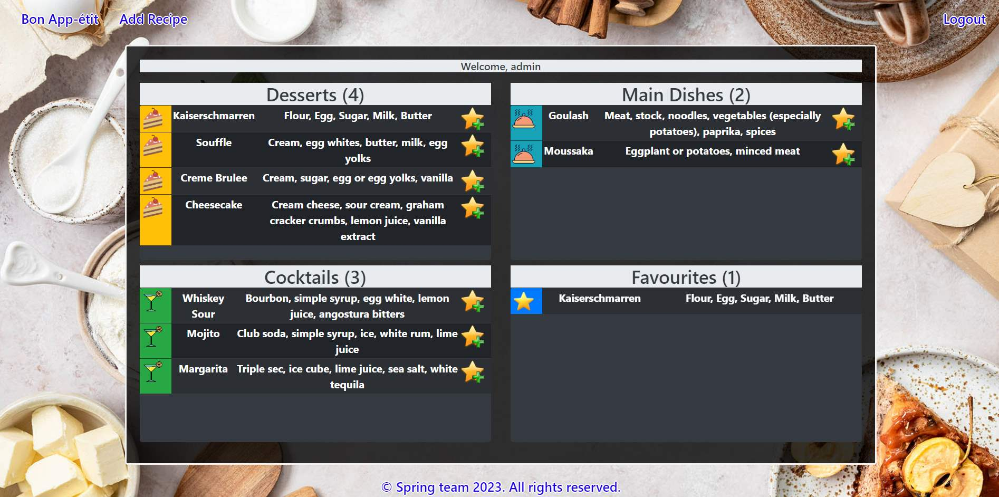 Bon App-étit Add Recipe Logout
Welcome, admin
Desserts (4)
Kaiserschmarren Flour, Egg, Sugar, Milk, Butter
Souffle Cream, egg whites, butter, milk, egg
yolks
Creme Brulee Cream, sugar, egg or egg yolks, vanilla
Cheesecake Cream cheese, sour cream, graham
cracker crumbs, lemon juice, vanilla
extract
Main Dishes (2)
Goulash Meat, stock, noodles, vegetables (especially
potatoes), paprika, spices
Moussaka Eggplant or potatoes, minced meat
Cocktails (3)
Whiskey Bourbon, simple syrup, egg white, lemon
Sour juice, angostura bitters
Mojito Club soda, simple syrup, ice, white rum, lime
juice
Margarita Triple sec, ice cube, lime juice, sea salt, white
tequila
Favourites (1)
Kaiserschmarren Flour, Egg, Sugar, Milk, Butter
© Spring team 2023. All rights reserved.